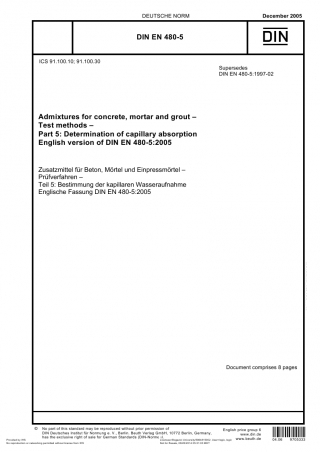 DEUTSCHE NORM
December 2005
DIN EN 480-5
DIN
ICS 91.100.10; 91.100.30
Supersedes
DIN EN 480-5:1997-02
Admixtures for concrete, mortar and grout –
Test methods –
Part 5: Determination of capillary absorption
English version of DIN EN 480-5:2005
Zusatzmittel für Beton, Mörtel und Einpressmörtel –
Prüfverfahren –
Teil 5: Bestimmung der kapillaren Wasseraufnahme
Englische Fassung DIN EN 480-5:2005
Document comprises 8 pages
© No part of this standard may be reproduced without prior permission of
DIN Deutsches Institut für Normung e. V., Berlin. Beuth Verlag GmbH, 10772 Berlin, Germany,
has the exclusive right of sale for German Standards (DIN-Normen).
English price group 8
www.din.de
www.beuth.de